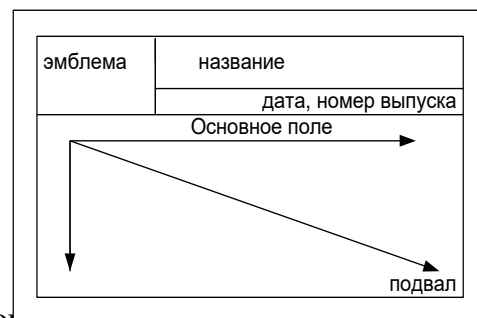 эмблема
название
дата, номер выпуска
Основное поле
подвал